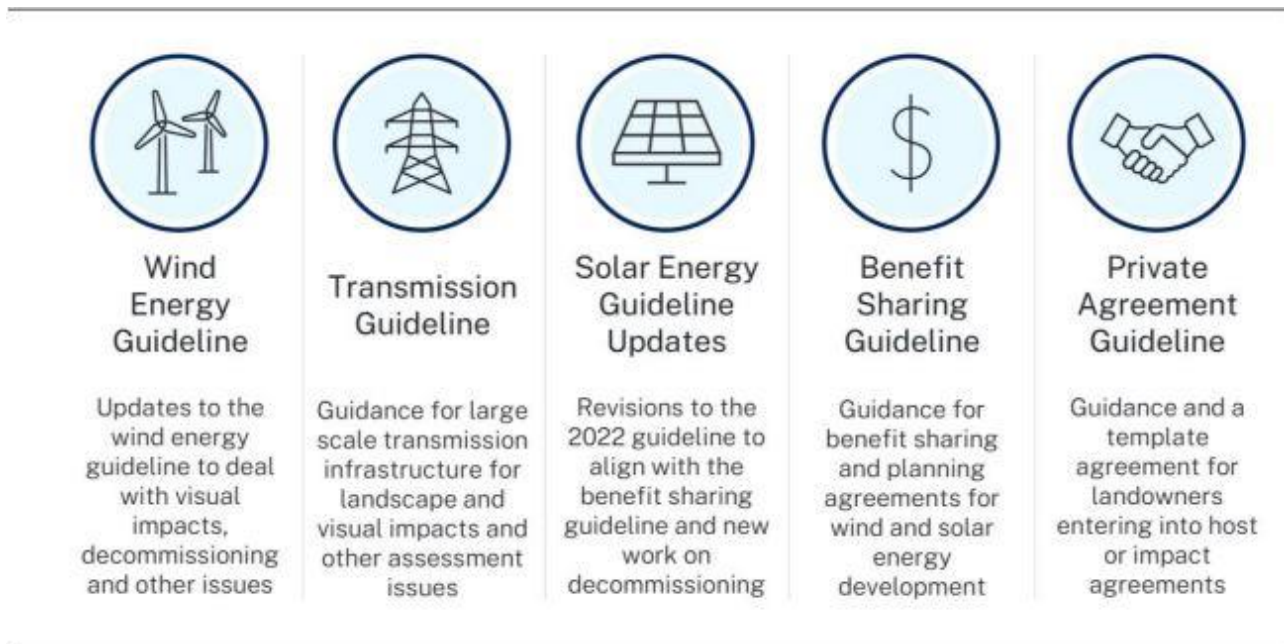 Wind
Energy
Guideline
Updates to the
wind energy
guideline to deal
with visual
impacts,
decommissioning
and other issues
Transmission
Guideline
Guidance for large
scale transmission
infrastructure for
landscape and
visual impacts and
other assessment
issues
Solar Energy
Guideline
Updates
Revisions to the
2022 guideline to
align with the
benefit sharing
guideline and new
work on
decommissioning
$
Benefit
Sharing
Guideline
Guidance for
benefit sharing
and planning
agreements for
wind and solar
energy
development
Private
Agreement
Guideline
Guidance and a
template
agreement for
landowners
entering into host
or impact
agreements